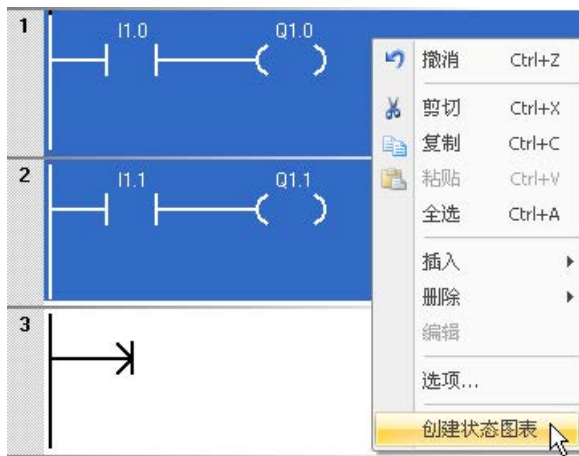 1
I1.0 Q1.0
2
I1.1 Q1.1
3
撤消 Ctrl+Z
剪切 Ctrl+X
复制 Ctrl+C
粘贴 Ctrl+V
全选 Ctrl+A
插入
删除
编辑
选项...
创建状态图表